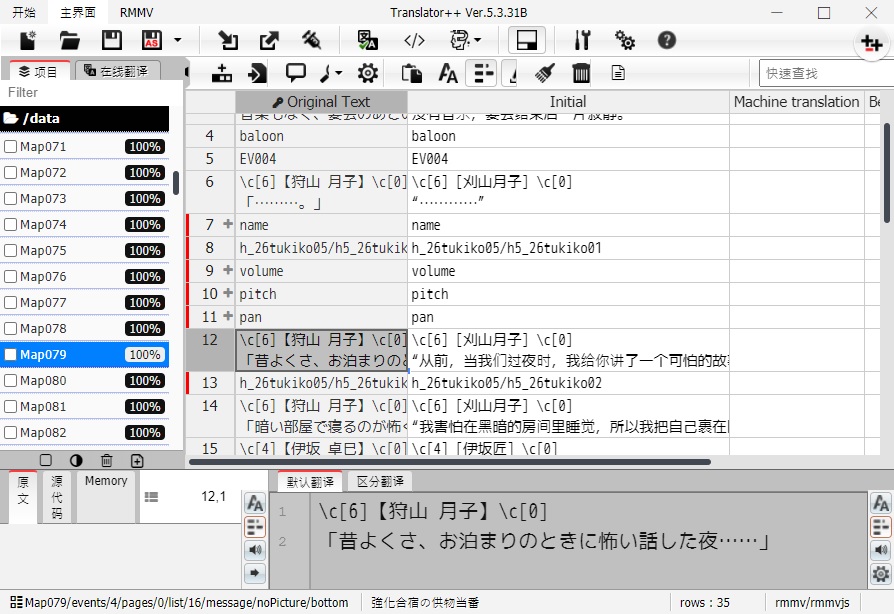 开始 主界面 RMMV Translator++ Ver.5.3.31B
项目 在线翻译 快速查找
Filter
Original Text Initial Machine translation Be
/data
Map071 100%
Map072 100%
Map073 100%
Map074 100%
Map075 100%
Map076 100%
Map077 100%
Map078 100%
Map079 100%
Map080 100%
Map081 100%
Map082 100%
4 baloon baloon
5 EV004 EV004
6 \c[6]【狩山 月子】\c[0] \c[6] [刈山月子] \c[0]
「………。」 “…………”
7 name name
8 h_26tukiko05/h5_26tukik h_26tukiko05/h5_26tukiko01
9 volume volume
10 pitch pitch
11 pan pan
12 \c[6]【狩山 月子】\c[0] \c[6] [刈山月子] \c[0]
「昔よくさ、お泊まりのと “从前，当我们过夜时，我给你讲了一个可怕的故事
13 h_26tukiko05/h5_26tukik h_26tukiko05/h5_26tukiko02
14 \c[6]【狩山 月子】\c[0] \c[6] [刈山月子] \c[0]
「暗い部屋で寝るのが怖く “我害怕在黑暗的房间里睡觉，所以我把自己裹在
15 \c[4]【伊坂 卓巳】\c[0] \c[4] [伊坂匠] \c[0]
原文 源代码 Memory 12,1
默认翻译 区分翻译
1 \c[6]【狩山 月子】\c[0]
2 「昔よくさ、お泊まりのときに怖い話した夜……」
Map079/events/4/pages/0/list/16/message/noPicture/bottom 強化合宿の供物当番 rows : 35 rmmv/rmmvjs